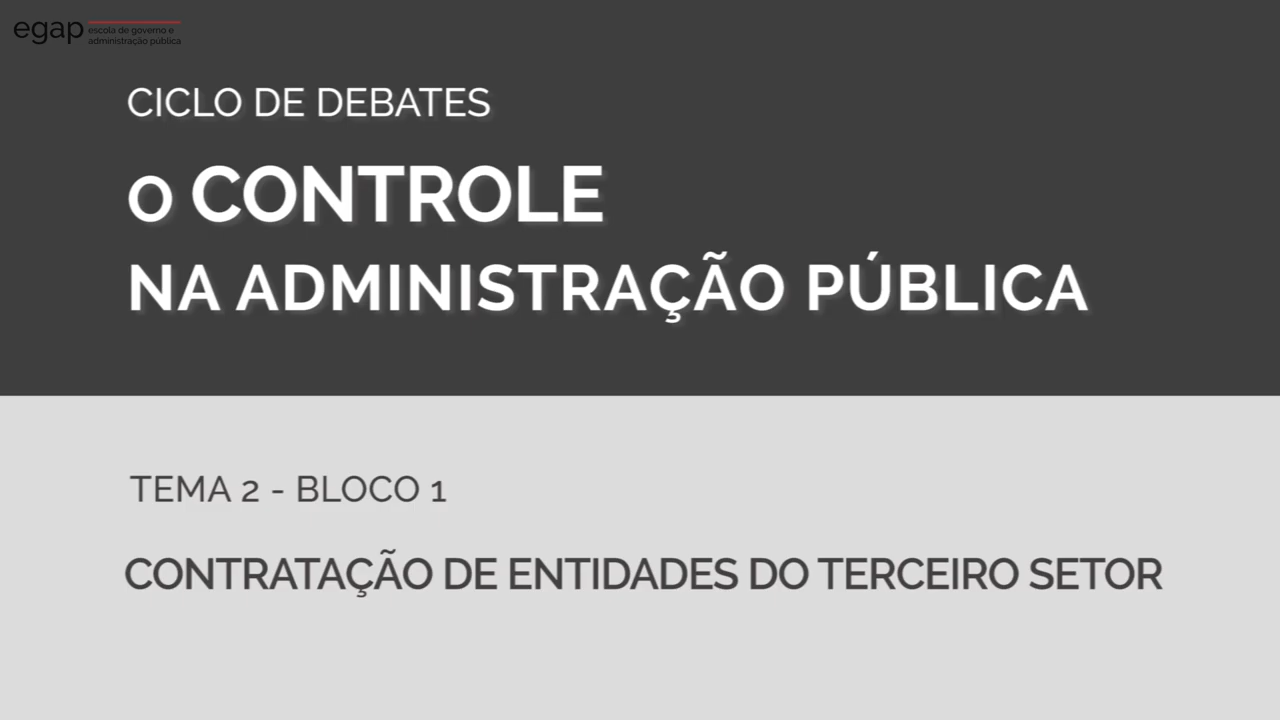 egap
escola de governo e
administração pública
CICLO DE DEBATES
O CONTROLE
NA ADMINISTRAÇÃO PÚBLICA
TEMA 2 - BLOCO 1
CONTRATAÇÃO DE ENTIDADES DO TERCEIRO SETOR